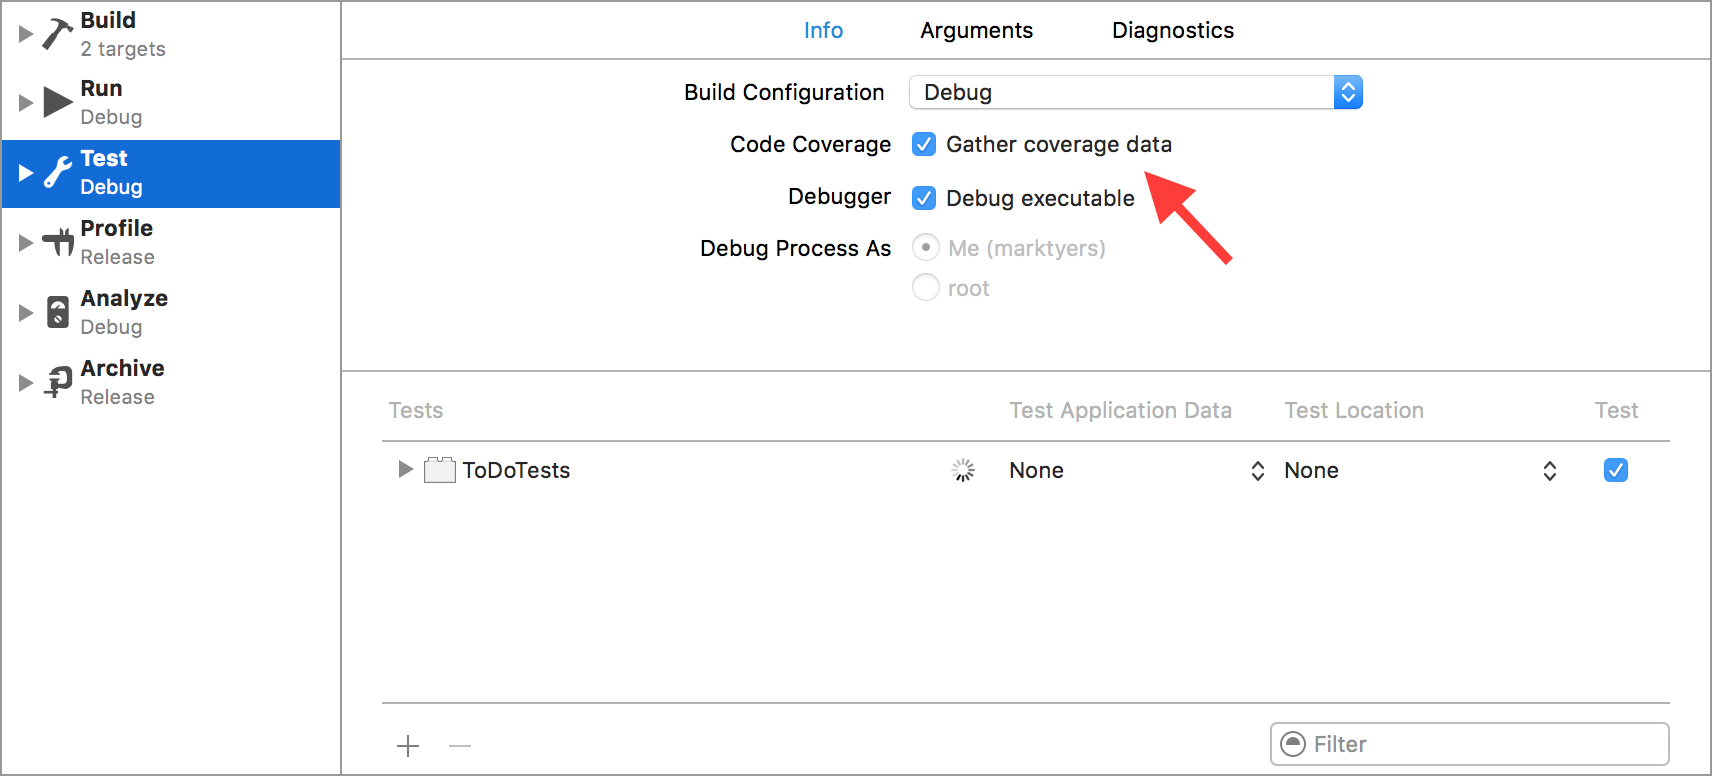 Build
2 targets
Run
Debug
Test
Debug
Profile
Release
Analyze
Debug
Archive
Release
Info Arguments Diagnostics
Build Configuration Debug
Code Coverage Gather coverage data
Debugger Debug executable
Debug Process As Me (marktyers)
root
Tests Test Application Data Test Location Test
ToDoTests None None
Filter